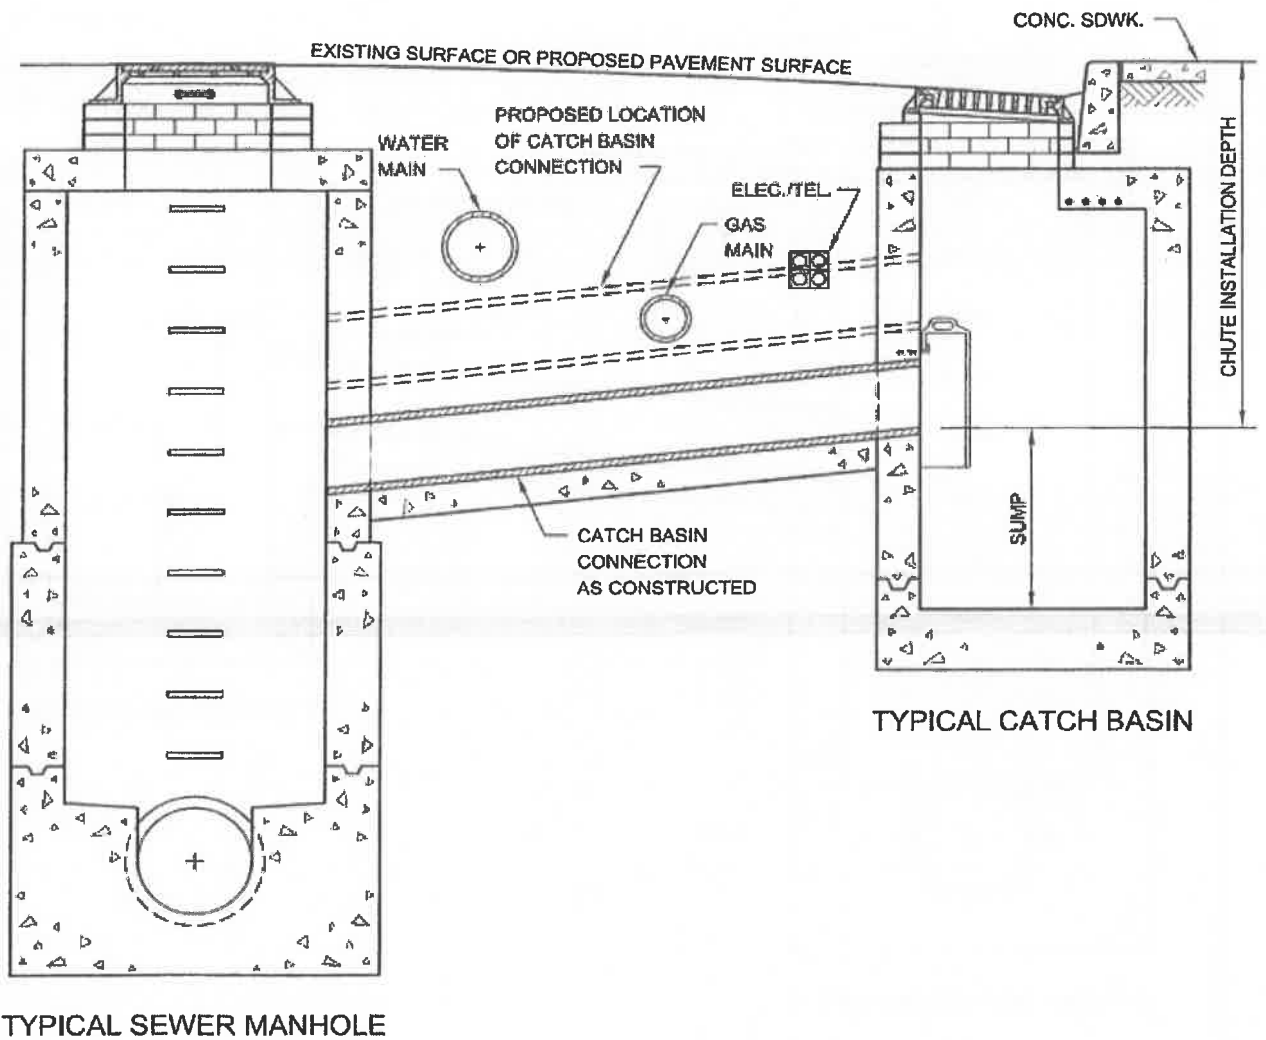 CONC. SDWK.
EXISTING SURFACE OR PROPOSED PAVEMENT SURFACE
PROPOSED LOCATION
OF CATCH BASIN
CONNECTION
WATER
MAIN
ELEC./TEL.
GAS
MAIN
CHUTE INSTALLATION DEPTH
SUMP
CATCH BASIN
CONNECTION
AS CONSTRUCTED
TYPICAL CATCH BASIN
TYPICAL SEWER MANHOLE